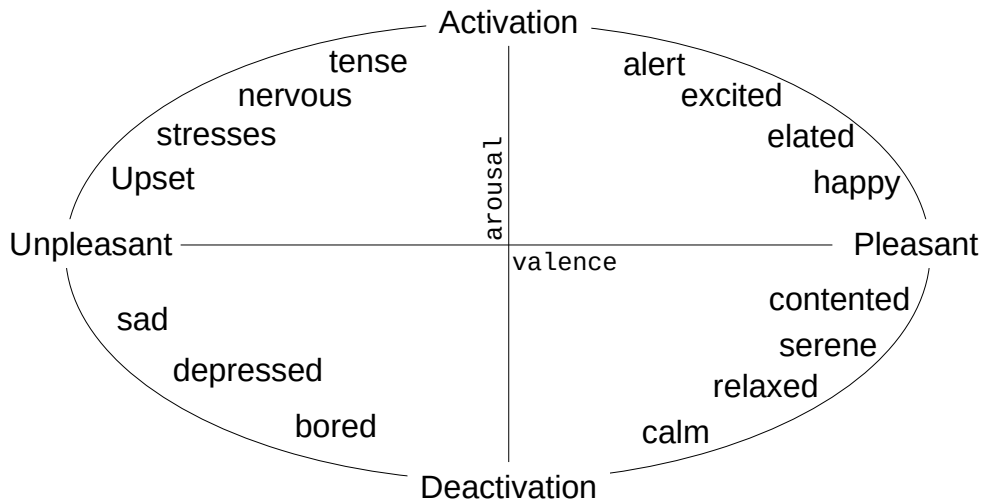 Activation
tense
alert
nervous
excited
stresses
elated
arousal
Upset
happy
Unpleasant
Pleasant
valence
contented
sad
serene
depressed
relaxed
bored
calm
Deactivation